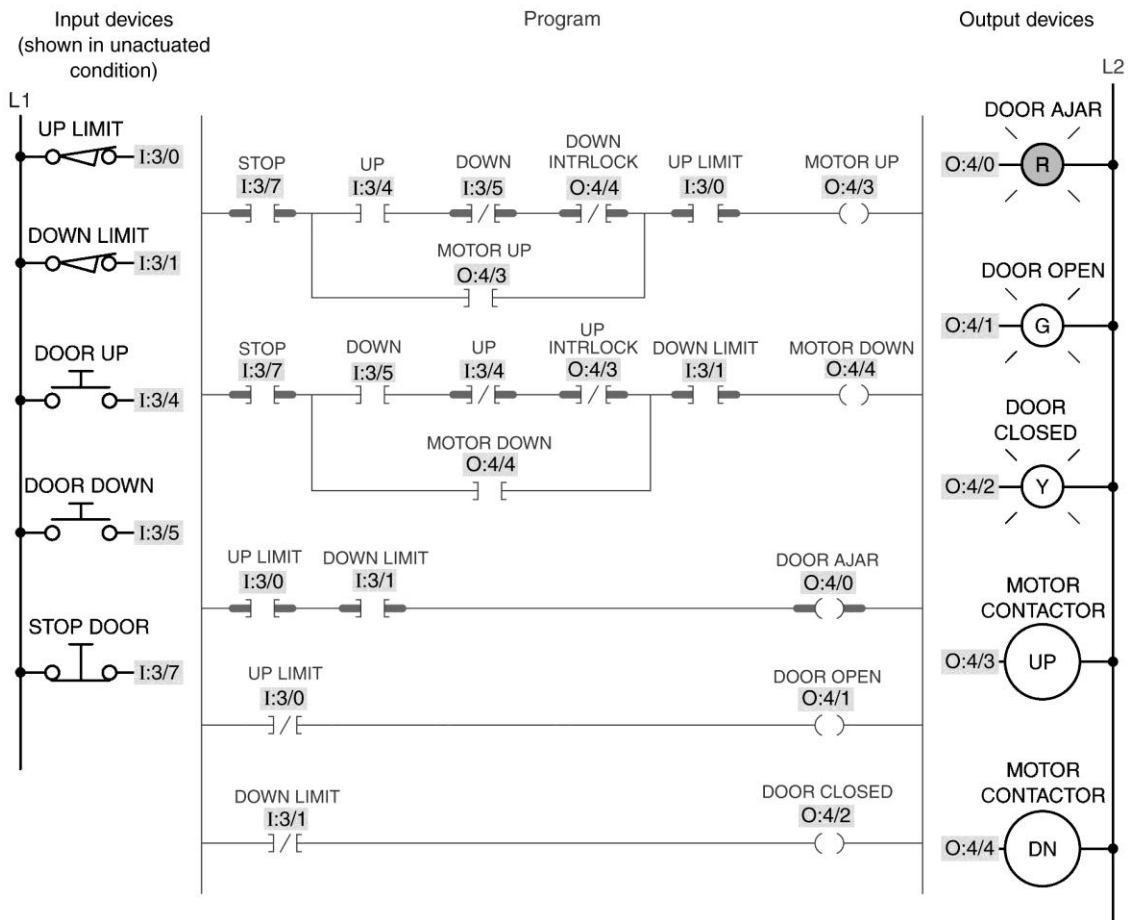 Input devices
(shown in unactuated
condition)
Program
Output devices
L1
L2
UP LIMIT
I:3/0
DOWN LIMIT
I:3/1
DOOR UP
I:3/4
DOOR DOWN
I:3/5
STOP DOOR
I:3/7
STOP
I:3/7
UP
I:3/4
DOWN
I:3/5
DOWN
INTRLOCK
O:4/4
UP LIMIT
I:3/0
MOTOR UP
O:4/3
MOTOR UP
O:4/3
STOP
I:3/7
DOWN
I:3/5
UP
I:3/4
UP
INTRLOCK
O:4/3
DOWN LIMIT
I:3/1
MOTOR DOWN
O:4/4
MOTOR DOWN
O:4/4
UP LIMIT
I:3/0
DOWN LIMIT
I:3/1
DOOR AJAR
O:4/0
UP LIMIT
I:3/0
DOOR OPEN
O:4/1
DOWN LIMIT
I:3/1
DOOR CLOSED
O:4/2
DOOR AJAR
O:4/0
R
DOOR OPEN
O:4/1
G
DOOR
CLOSED
O:4/2
Y
MOTOR
CONTACTOR
O:4/3
UP
MOTOR
CONTACTOR
O:4/4
DN